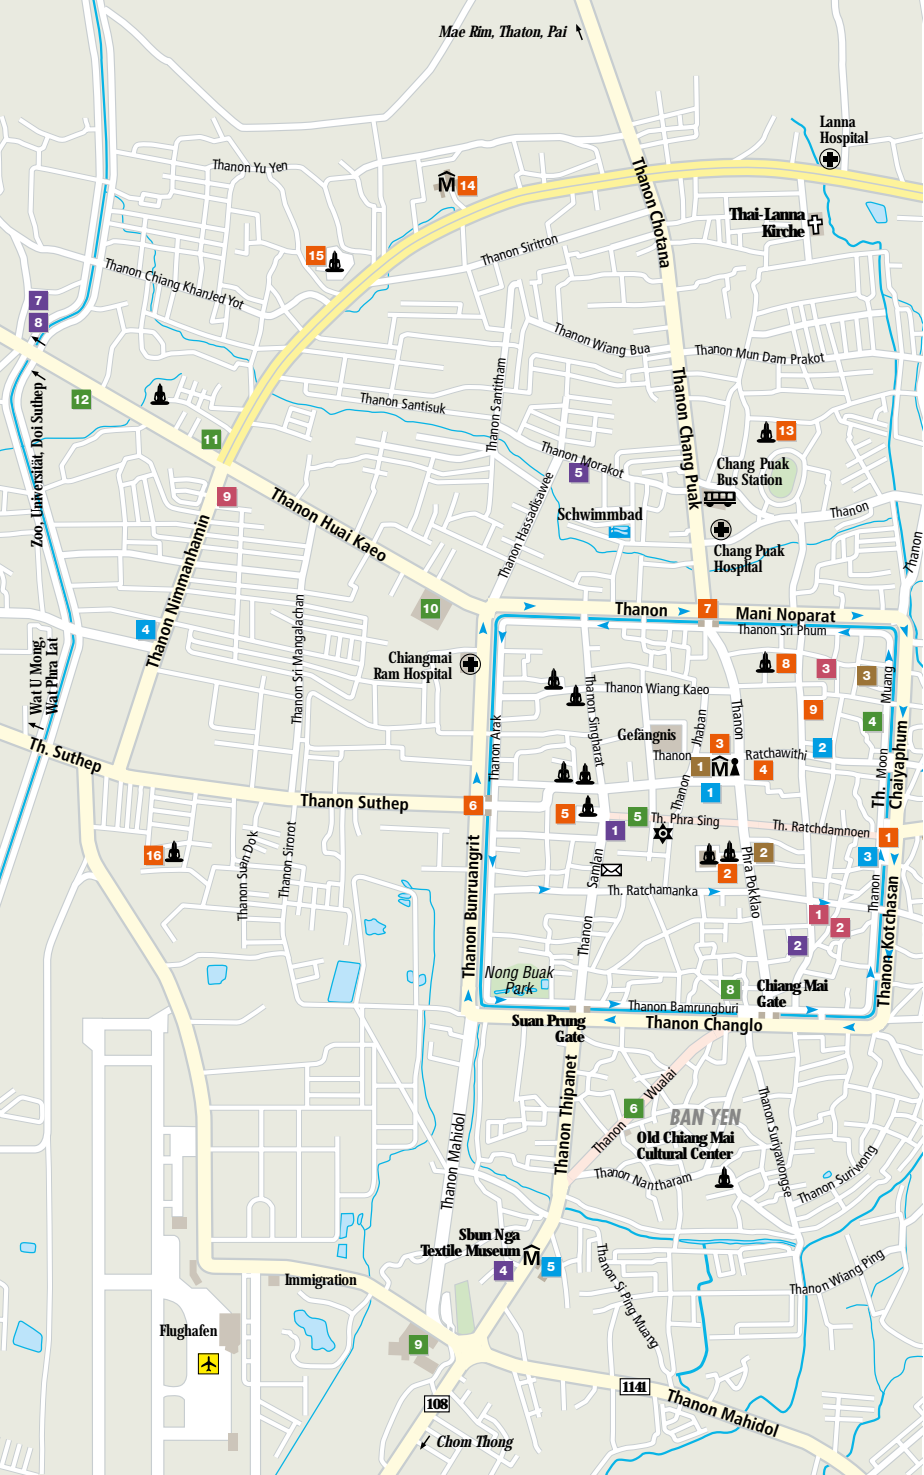 Mae Rim, Thaton, Pai
Lanna
Hospital
Thanon Yu Yen
14
Thanon Chotana
Thai-Lanna
Kirche
Thanon Siritron
15
Thanon Chiang KhanJed Yot
7
8
Thanon Wiang Bua
Thanon Mun Dam Prakot
Zoo, Universität, Doi Suthep
12
Thanon Santisuk
Thanon Santitham
Thanon Chang Puak
11
13
Thanon Morakot
5
Chang Puak
Bus Station
9
Thanon Huai Kaeo
Thanon Hassadisawee
Schwimmbad
Thanon
Chang Puak
Hospital
Thanon
Thanon Nimmanhamin
10
Thanon
7
Mani Noparat
Thanon Sri Phum
4
Thanon Sri Mangalachan
Wat U Mong,
Wat Phra Lat
Chiangmai
Ram Hospital
8
3
3
Thanon Wiang Kaeo
Muang
Thanon Singharat
Jhaban
Thanon
9
4
Thanon Arak
Gefängnis
3
2
Th. Suthep
Thanon
1
Ratchawithi
4
Moon
Th.
Chaiyaphum
Thanon Suthep
6
Thanon
1
5
5
Th. Phra Sing
1
Th. Ratchdamnoen
1
16
Thanon Suan Dok
Thanon Sirorot
Thanon Bunruangrit
Samlan
2
2
3
Phra Pokklao
Th. Ratchamanka
Thanon
Thanon
1
2
2
Thanon Kotchasan
Nong Buak
Park
8
Chiang Mai
Gate
Thanon Bamrungburi
Suan Prung
Gate
Thanon Changlo
Thanon Thipanet
Wualai
6
Thanon
BAN YEN
Old Chiang Mai
Cultural Center
Thanon Suriyawongse
Thanon Mahidol
Thanon Nantharam
Thanon Suriwong
Sbun Nga
Textile Museum
4
5
Thanon Si Ping Muang
Thanon Wiang Ping
Immigration
Flughafen
9
1141
108
Thanon Mahidol
Chom Thong